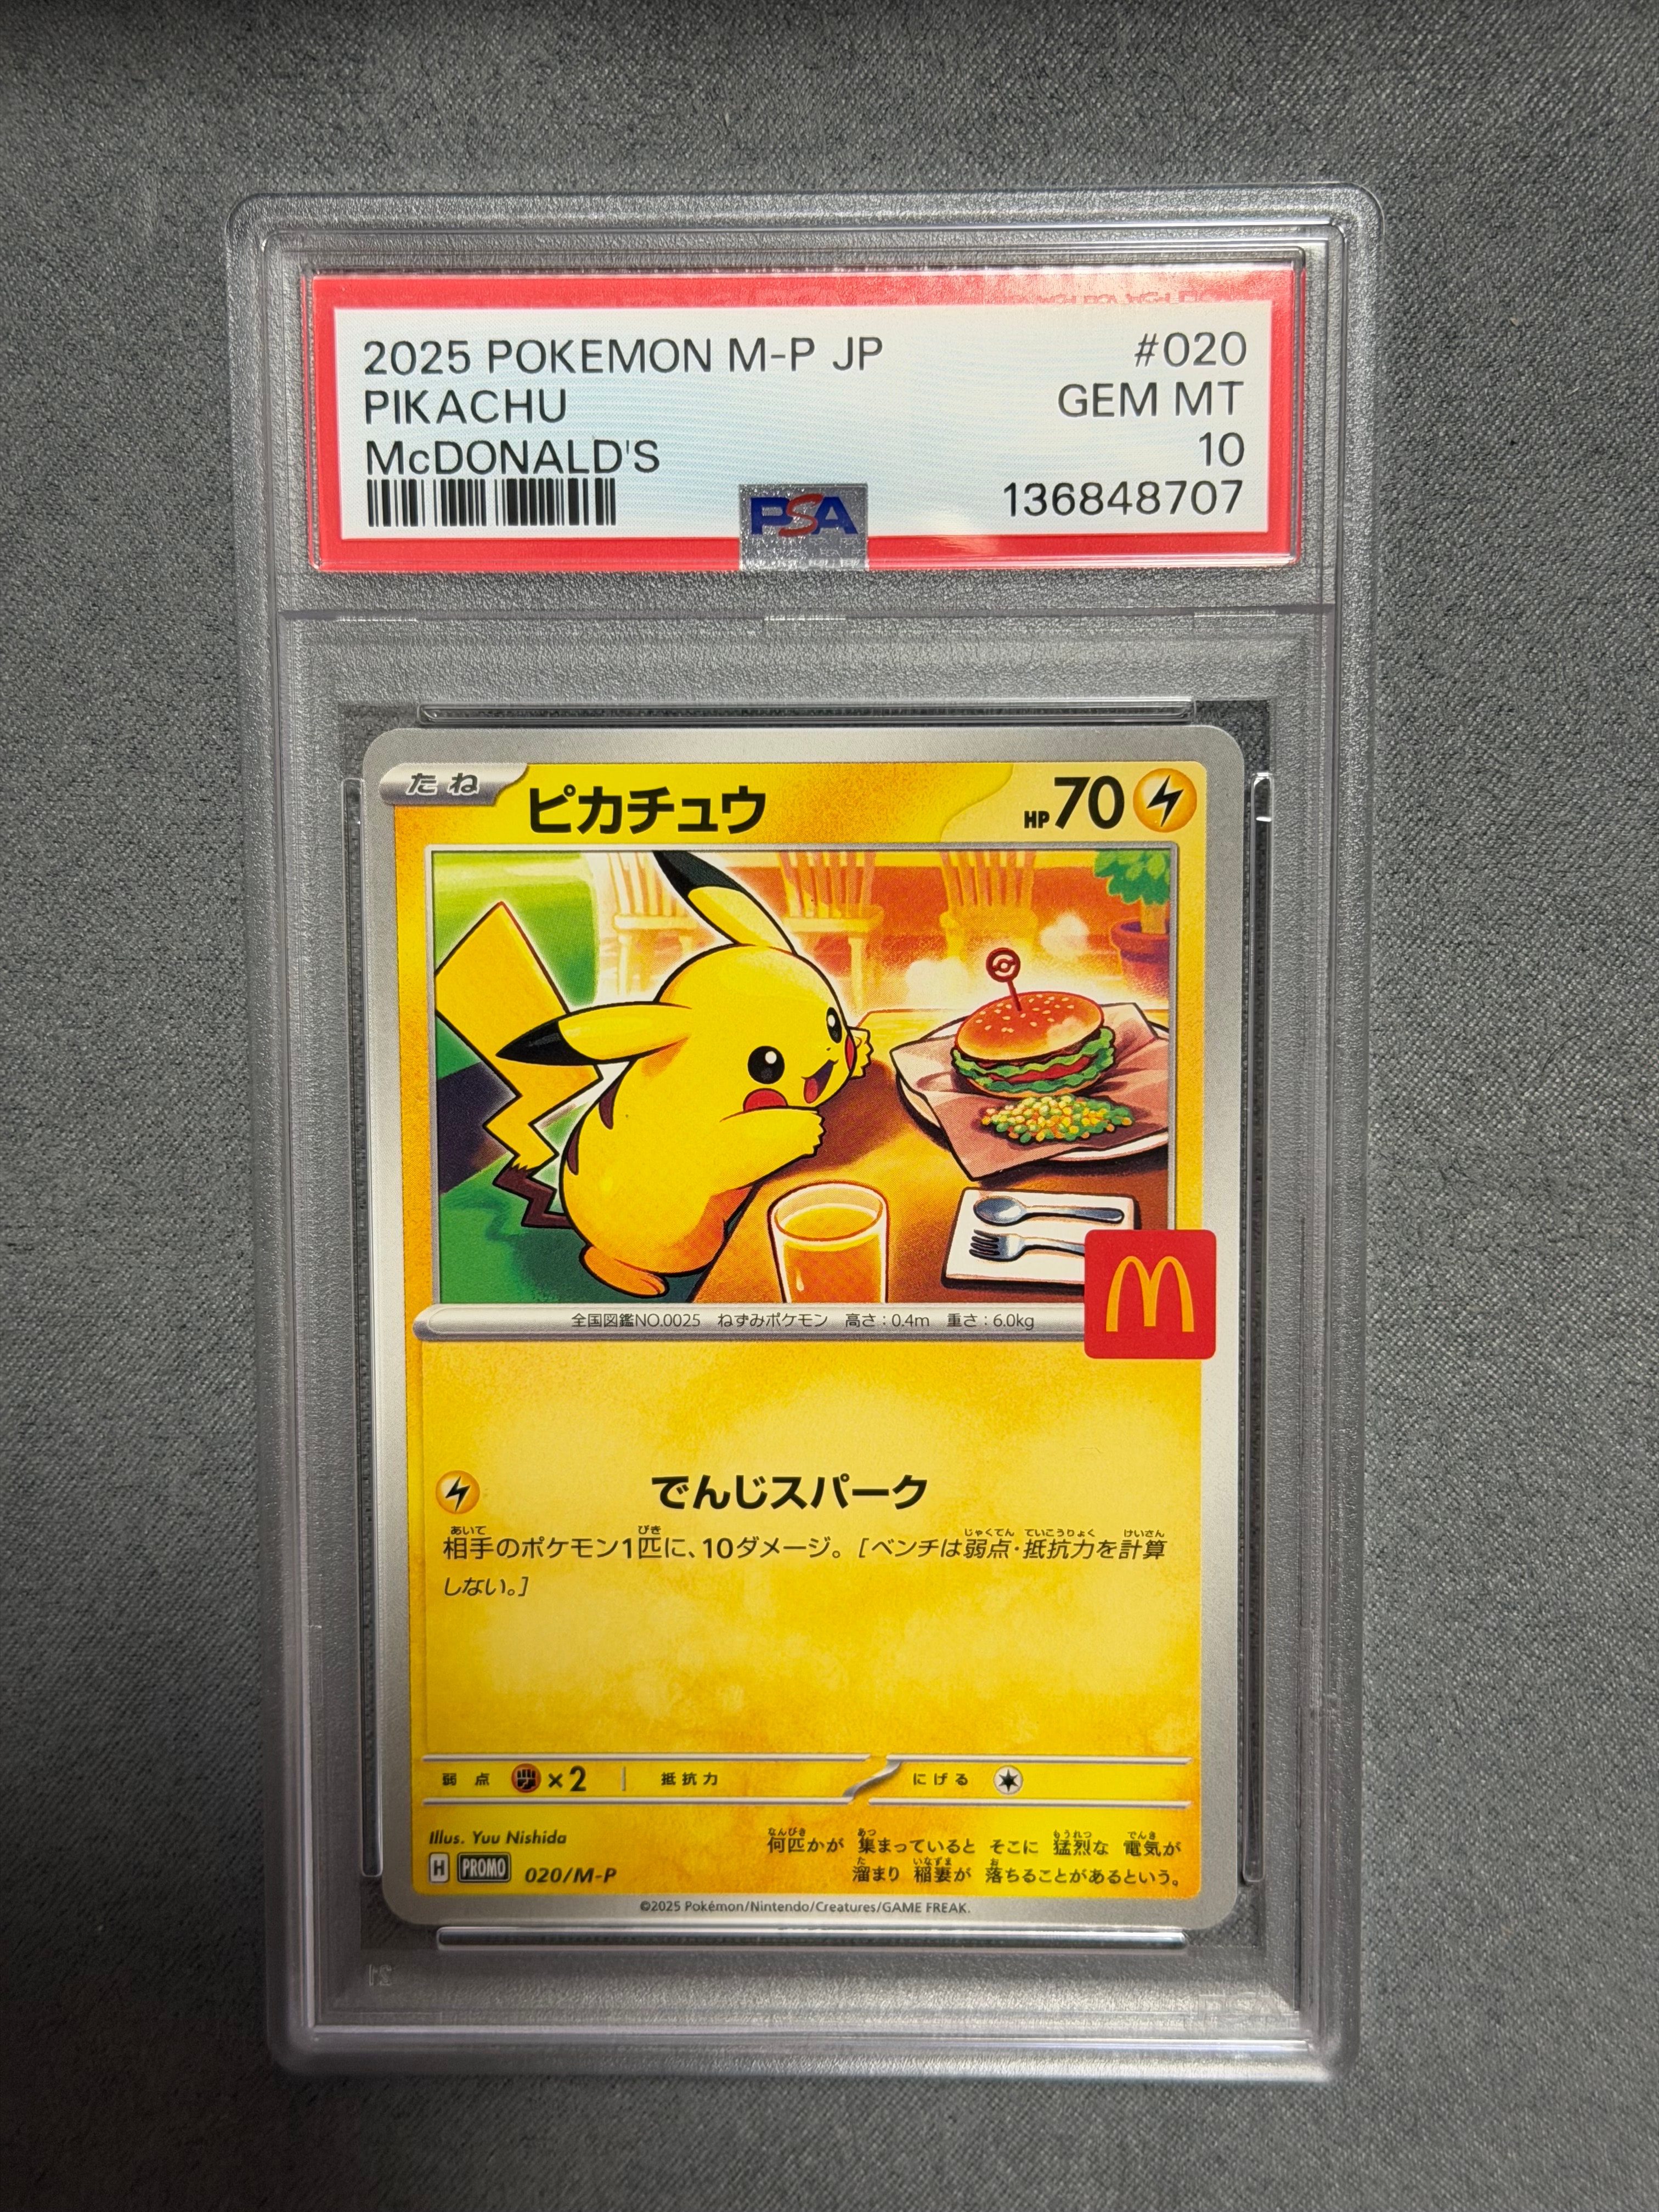 2025 POKEMON M-P JP #020
PIKACHU GEM MT
McDONALD'S 10
PSA 136848707
たね ピカチュウ HP70
全国図鑑NO.0025 ねずみポケモン 高さ:0.4m 重さ:6.0kg
でんじスパーク
相手のポケモン1匹に、10ダメージ。[ベンチは弱点・抵抗力を計算
しない。]
弱点 ×2 抵抗力 にげる
Illus. Yuu Nishida
H PROMO 020/M-P
何匹かが 集まっていると そこに 猛烈な 電気が
溜まり 稲妻が 落ちることがあるという。
©2025 Pokémon/Nintendo/Creatures/GAME FREAK.